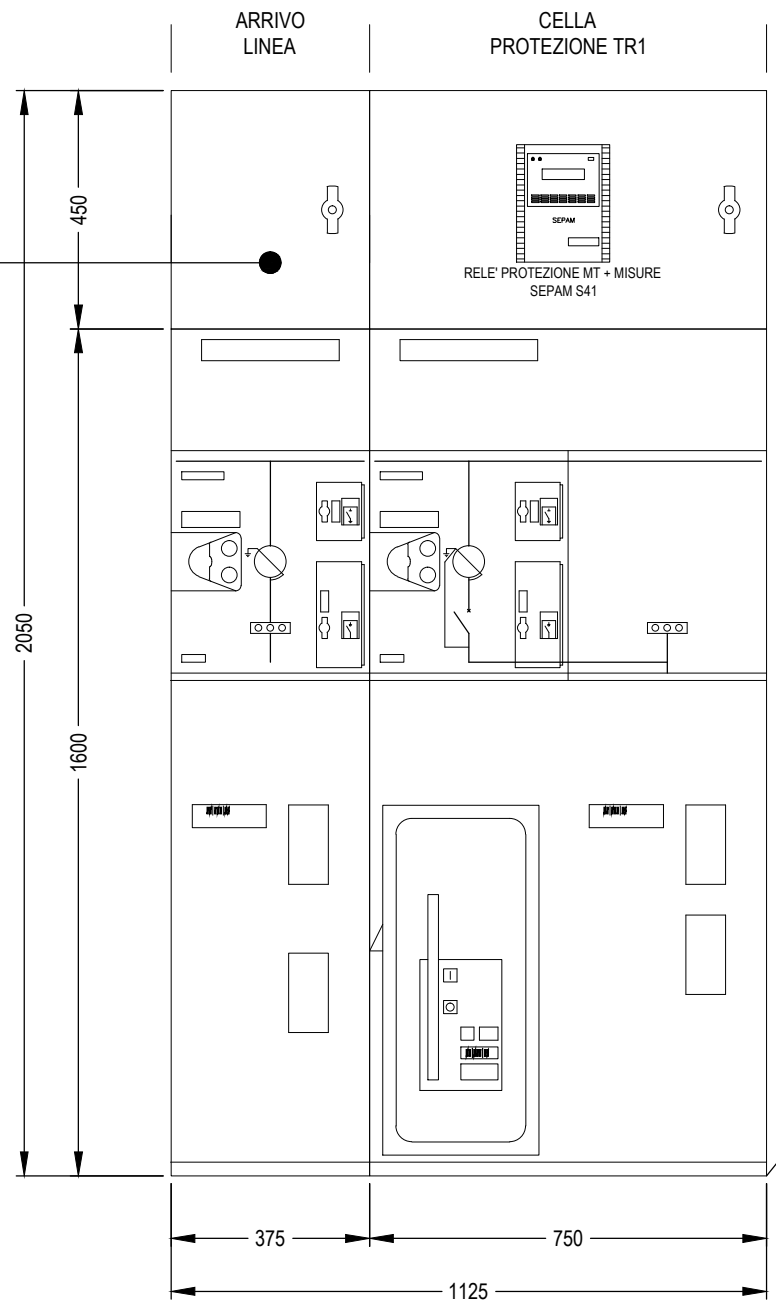 ARRIVO
LINEA
CELLA
PROTEZIONE TR1
450
SEPAM
RELE' PROTEZIONE MT + MISURE
SEPAM S41
2050
1600
375
750
1125